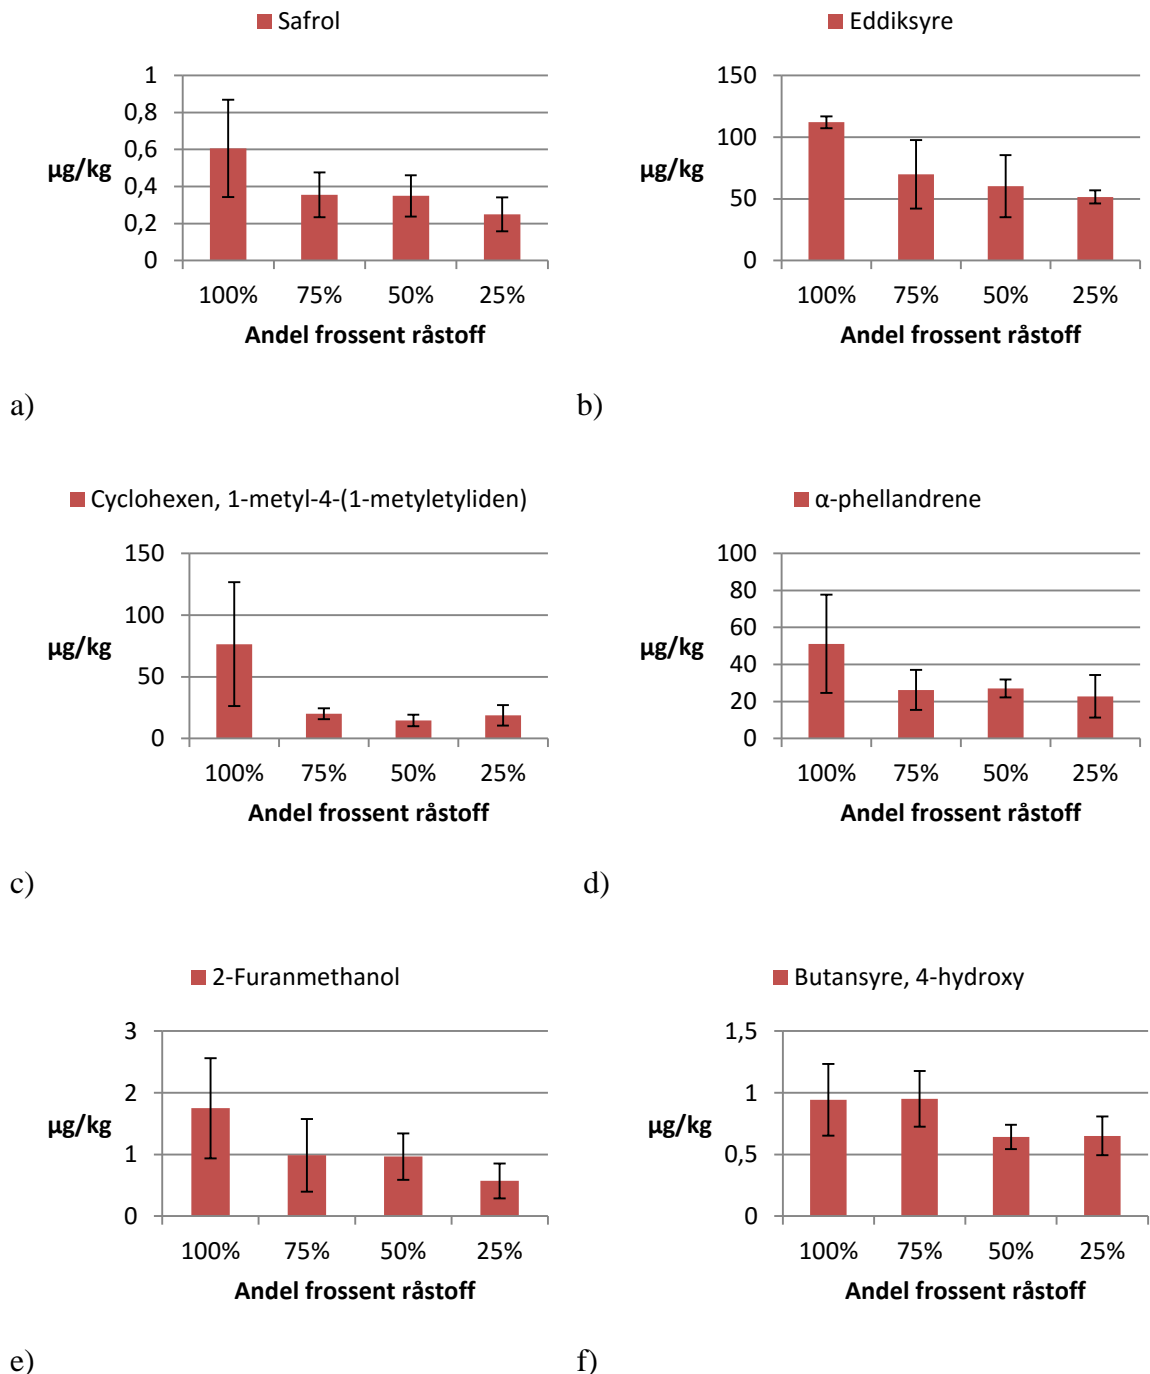 Safrol
1
0,8
0,6
0,4
0,2
0
µg/kg
100% 75% 50% 25%
Andel frossent råstoff
a)
Eddiksyre
150
100
50
0
µg/kg
100% 75% 50% 25%
Andel frossent råstoff
b)
Cyclohexen, 1-metyl-4-(1-metyletyliden)
150
100
50
0
µg/kg
100% 75% 50% 25%
Andel frossent råstoff
c)
α-phellandrene
100
80
60
40
20
0
µg/kg
100% 75% 50% 25%
Andel frossent råstoff
d)
2-Furanmethanol
3
2
1
0
µg/kg
100% 75% 50% 25%
Andel frossent råstoff
e)
Butansyre, 4-hydroxy
1,5
1
0,5
0
µg/kg
100% 75% 50% 25%
Andel frossent råstoff
f)